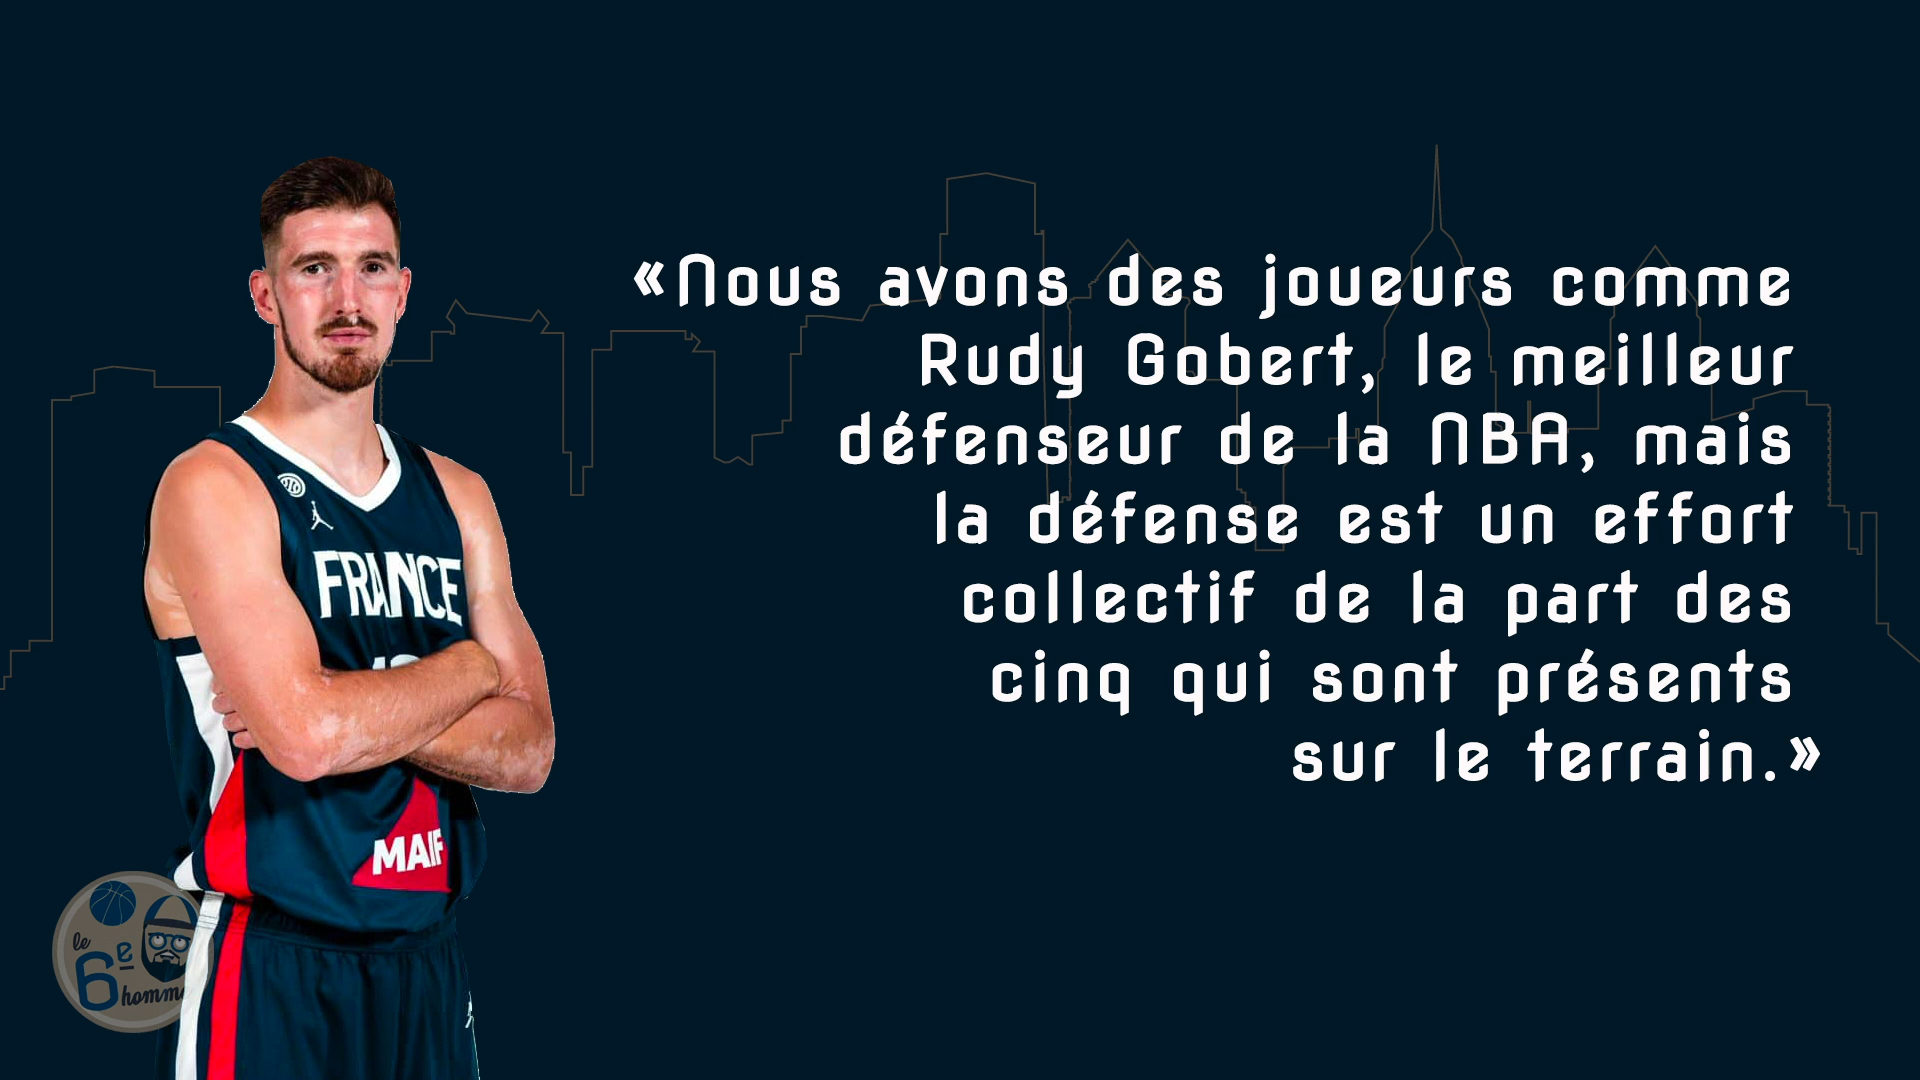 «Nous avons des joueurs comme
Rudy Gobert, le meilleur
défenseur de la NBA, mais
la défense est un effort
collectif de la part des
cinq qui sont présents
sur le terrain.»
FRANCE
MAIF
le
6e
homme